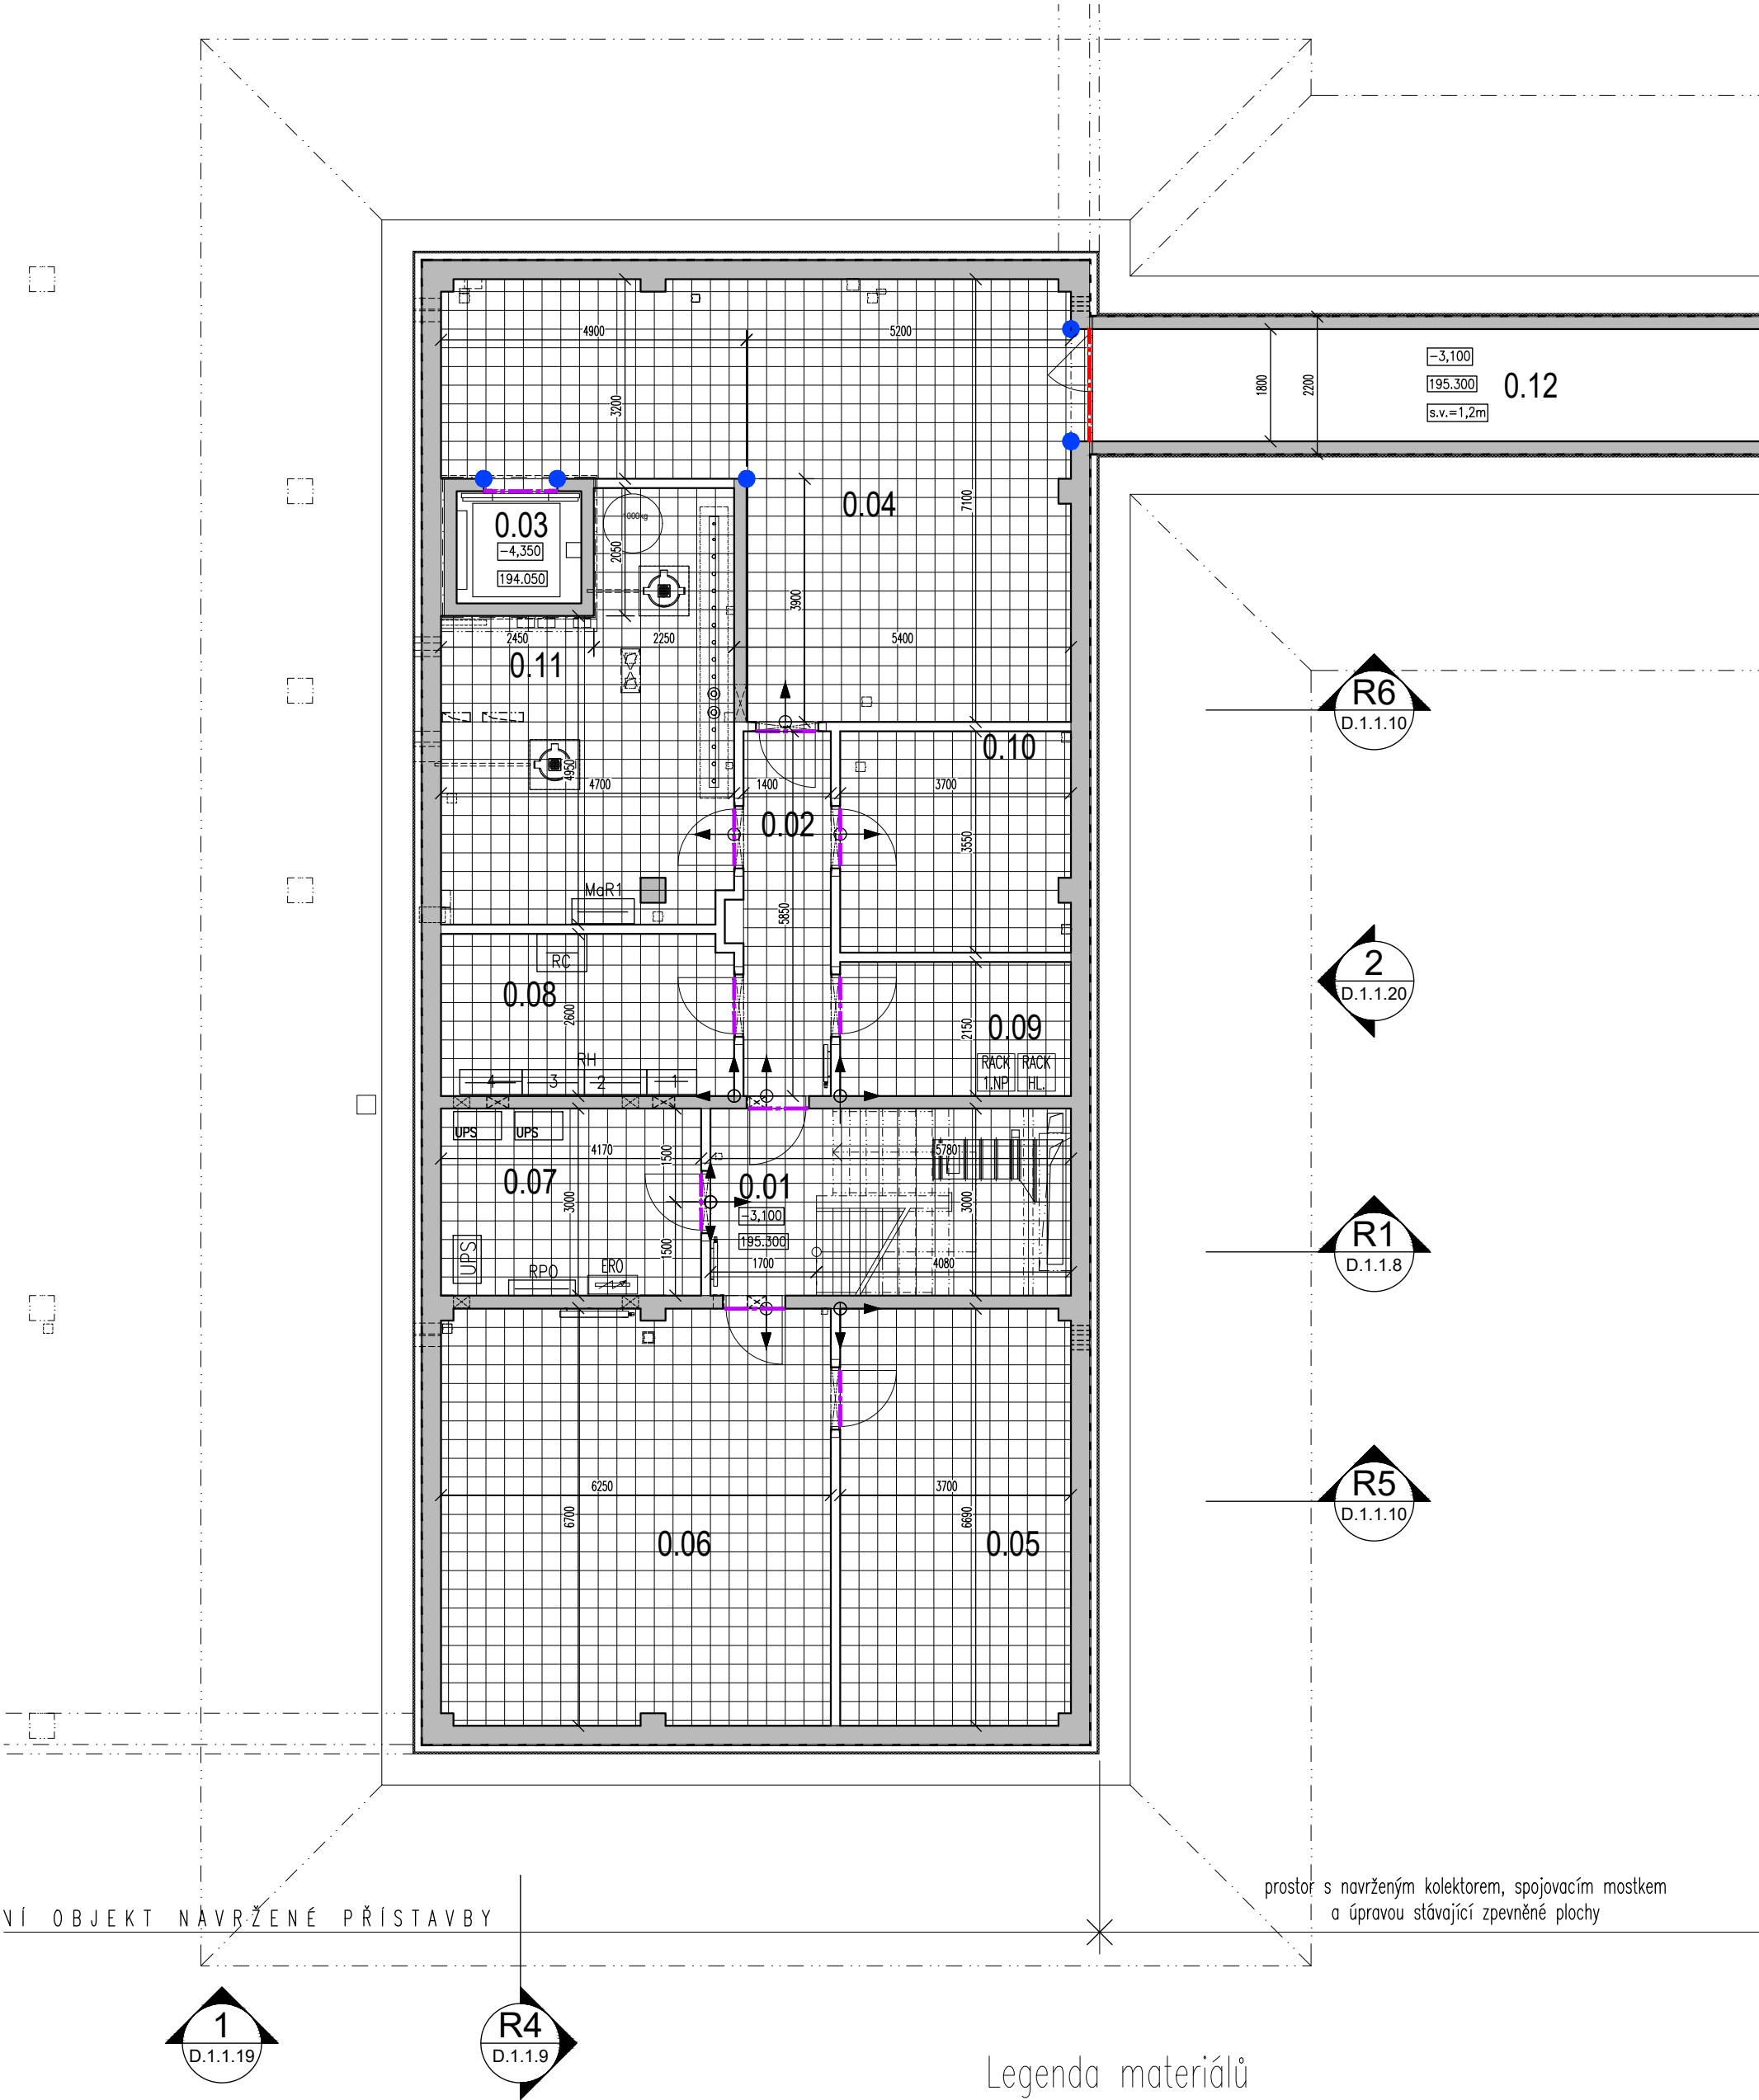 4900
5200
-3,100
195.300
s.v.=1,2m
0.12
1800
2200
3200
0.04
7100
0.03
-4,350
194.050
1000kg
2050
3900
2450
2250
5400
0.11
R6
D.1.1.10
0.10
4950
4700
1400
3700
0.02
3550
MaR1
5850
RC
0.08
2600
2
D.1.1.20
0.09
2150
RH
4
3
2
1
RACK
1.NP
RACK
HL.
UPS
UPS
4170
1500
5780
0.07
0.01
3000
-3,100
195.300
3000
1500
UPS
RPO
ERO
1700
4080
R1
D.1.1.8
6250
3700
6700
6690
0.06
0.05
R5
D.1.1.10
prostor s navrženým kolektorem, spojovacím mostkem
a úpravou stávající zpevněné plochy
NÍ OBJEKT NAVRŽENÉ PŘÍSTAVBY
1
D.1.1.19
R4
D.1.1.9
Legenda materiálů